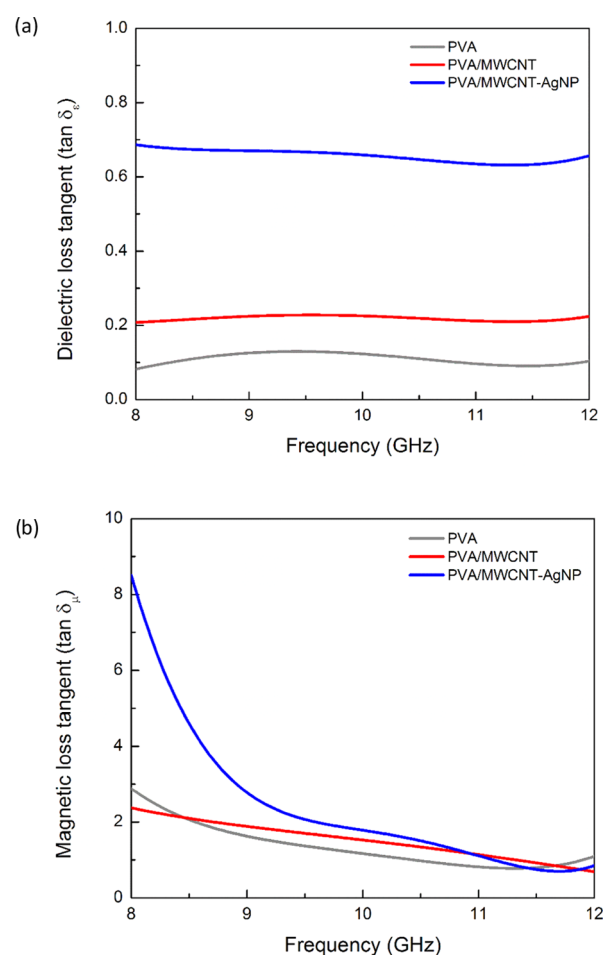 (a)
1.0
0.8
0.6
0.4
0.2
0.0
Dielectric loss tangent (tan δε)
PVA
PVA/MWCNT
PVA/MWCNT-AgNP
8
9
10
11
12
Frequency (GHz)
(b)
10
8
6
4
2
0
Magnetic loss tangent (tan δμ)
PVA
PVA/MWCNT
PVA/MWCNT-AgNP
8
9
10
11
12
Frequency (GHz)